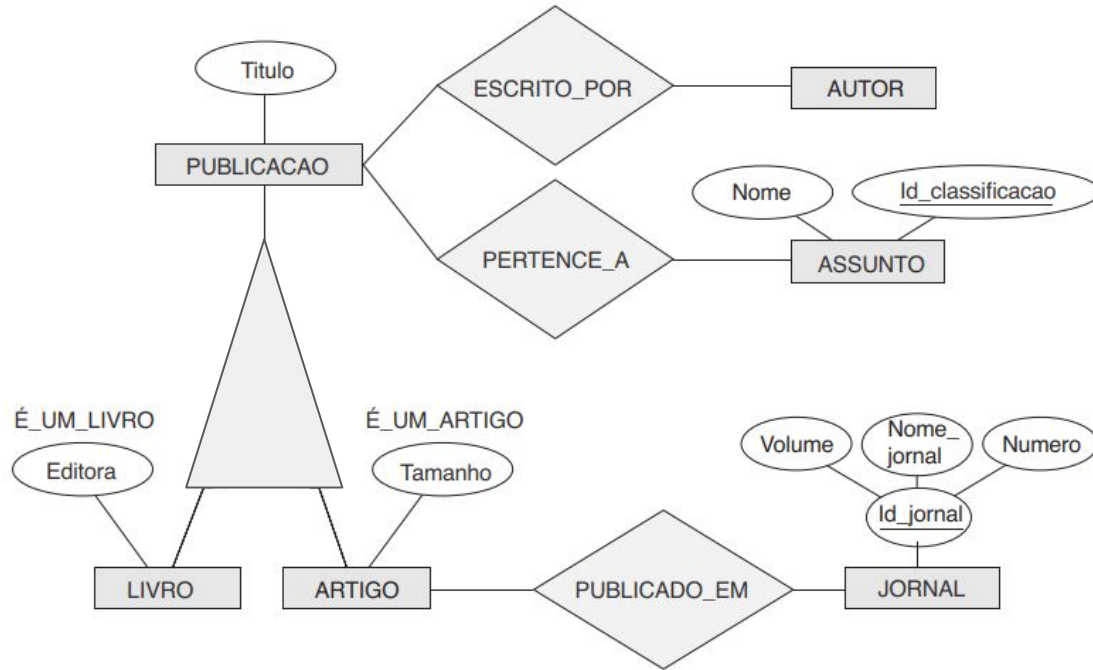 Titulo
ESCRITO_POR
AUTOR
PUBLICACAO
Nome
Id_classificacao
PERTENCE_A
ASSUNTO
É_UM_LIVRO
É_UM_ARTIGO
Editora
Tamanho
Volume
Nome_
jornal
Numero
Id_jornal
LIVRO
ARTIGO
PUBLICADO_EM
JORNAL